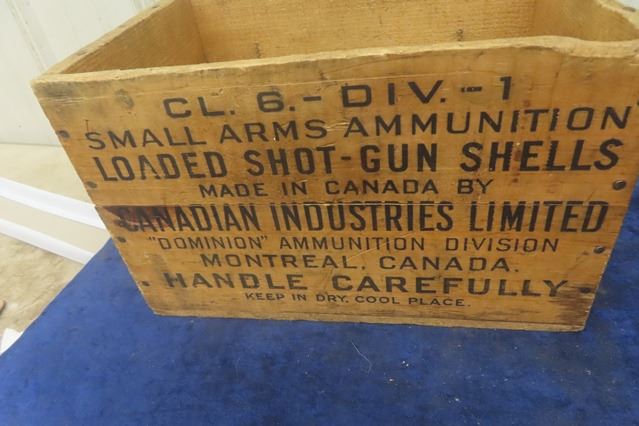 CL. 6.- DIV. -1
SMALL ARMS AMMUNITION
LOADED SHOT-GUN SHELLS
MADE IN CANADA BY
CANADIAN INDUSTRIES LIMITED
"DOMINION" AMMUNITION DIVISION
MONTREAL, CANADA.
HANDLE CAREFULLY
KEEP IN DRY, COOL PLACE.